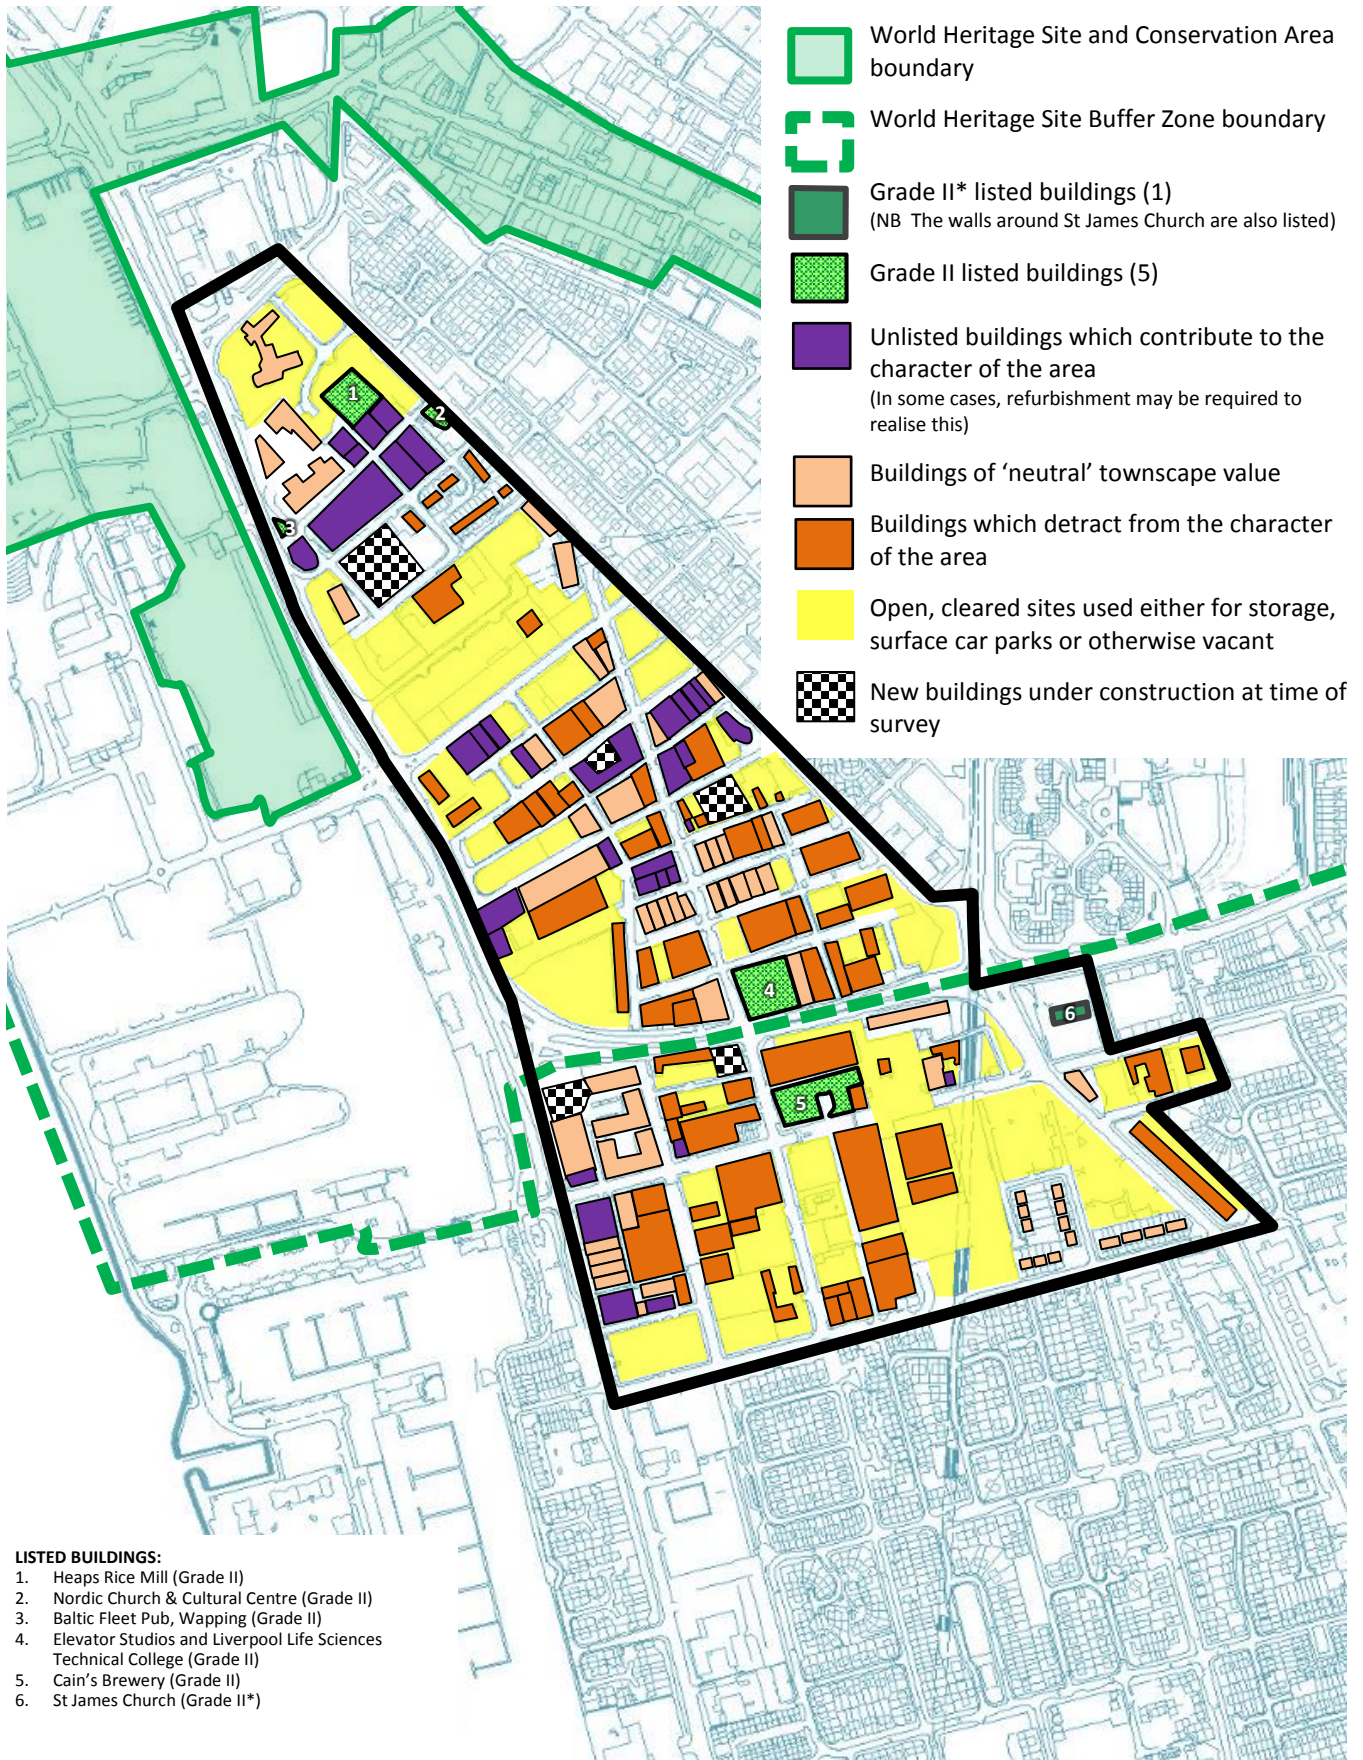 World Heritage Site and Conservation Area
boundary
World Heritage Site Buffer Zone boundary
Grade II* listed buildings (1)
(NB The walls around St James Church are also listed)
Grade II listed buildings (5)
Unlisted buildings which contribute to the
character of the area
(In some cases, refurbishment may be required to
realise this)
Buildings of ‘neutral’ townscape value
Buildings which detract from the character
of the area
Open, cleared sites used either for storage,
surface car parks or otherwise vacant
New buildings under construction at time of
survey
1
2
3
4
6
5
LISTED BUILDINGS:
1. Heaps Rice Mill (Grade II)
2. Nordic Church & Cultural Centre (Grade II)
3. Baltic Fleet Pub, Wapping (Grade II)
4. Elevator Studios and Liverpool Life Sciences
Technical College (Grade II)
5. Cain’s Brewery (Grade II)
6. St James Church (Grade II*)